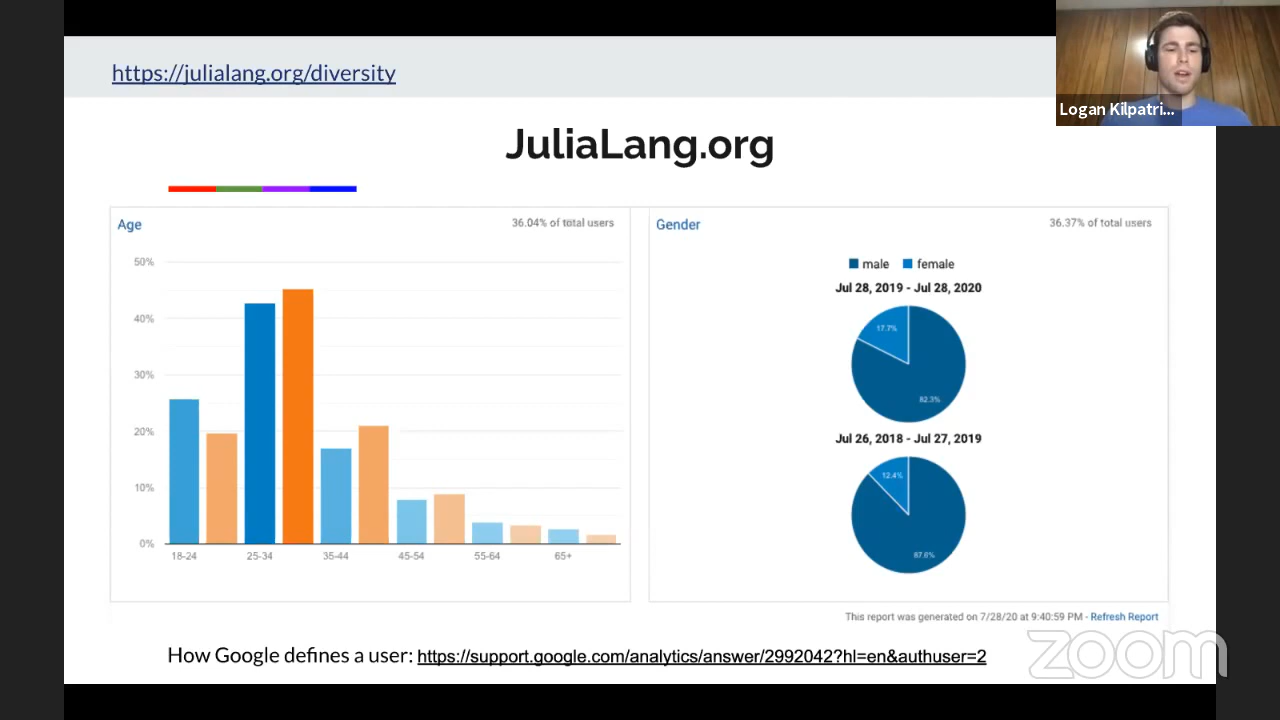 https://julialang.org/diversity
Logan Kilpatri...
JuliaLang.org
Age
36.04% of total users
50%
40%
30%
20%
10%
0%
18-24
25-34
35-44
45-54
55-64
65+
Gender
36.37% of total users
male
female
Jul 28, 2019 - Jul 28, 2020
17.7%
82.3%
Jul 26, 2018 - Jul 27, 2019
12.4%
87.6%
This report was generated on 7/28/20 at 9:40:59 PM - Refresh Report
How Google defines a user: https://support.google.com/analytics/answer/2992042?hl=en&authuser=2
zoom